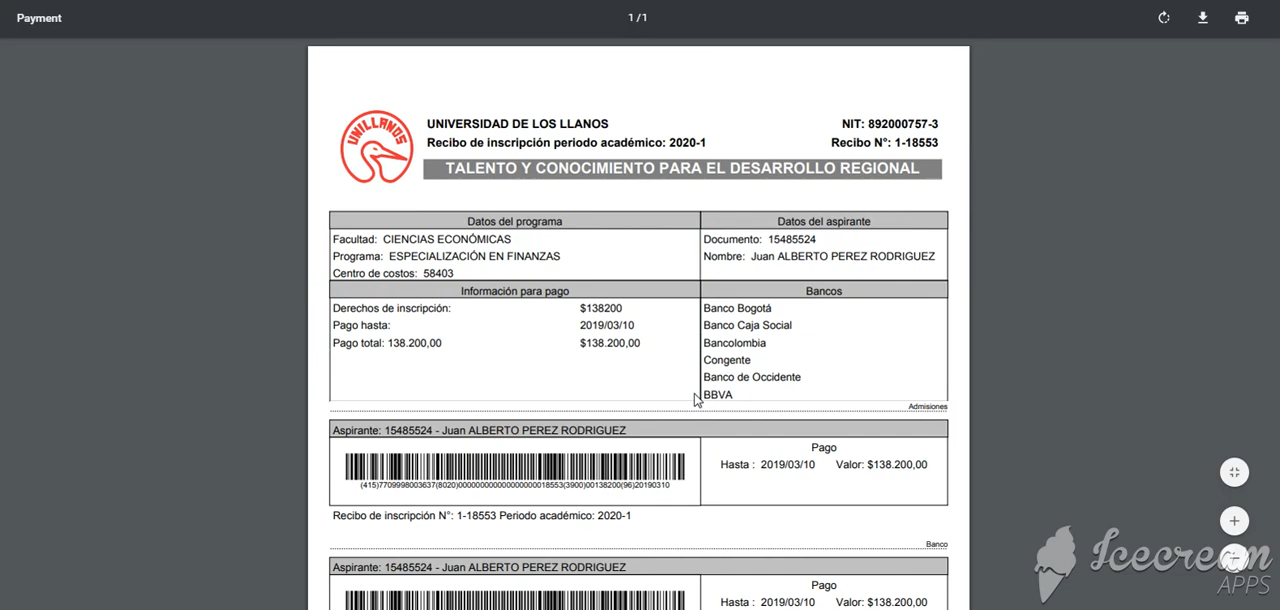 Payment
1 / 1
UNILLANOS
UNIVERSIDAD DE LOS LLANOS
NIT: 892000757-3
Recibo de inscripción periodo académico: 2020-1
Recibo N°: 1-18553
TALENTO Y CONOCIMIENTO PARA EL DESARROLLO REGIONAL
Datos del programa
Datos del aspirante
Facultad: CIENCIAS ECONÓMICAS
Documento: 15485524
Programa: ESPECIALIZACIÓN EN FINANZAS
Nombre: Juan ALBERTO PEREZ RODRIGUEZ
Centro de costos: 58403
Información para pago
Bancos
Derechos de inscripción: $138200
Banco Bogotá
Pago hasta: 2019/03/10
Banco Caja Social
Pago total: 138.200,00 $138.200,00
Bancolombia
Congente
Banco de Occidente
BBVA
Admisiones
Aspirante: 15485524 - Juan ALBERTO PEREZ RODRIGUEZ
Pago
Hasta : 2019/03/10 Valor: $138.200,00
(415)7709998003637(8020)000000000000000000018553(3900)00138200(96)20190310
Recibo de inscripción N°: 1-18553 Periodo académico: 2020-1
Banco
Aspirante: 15485524 - Juan ALBERTO PEREZ RODRIGUEZ
Pago
Hasta : 2019/03/10 Valor: $138.200,00
Icecream
APPS